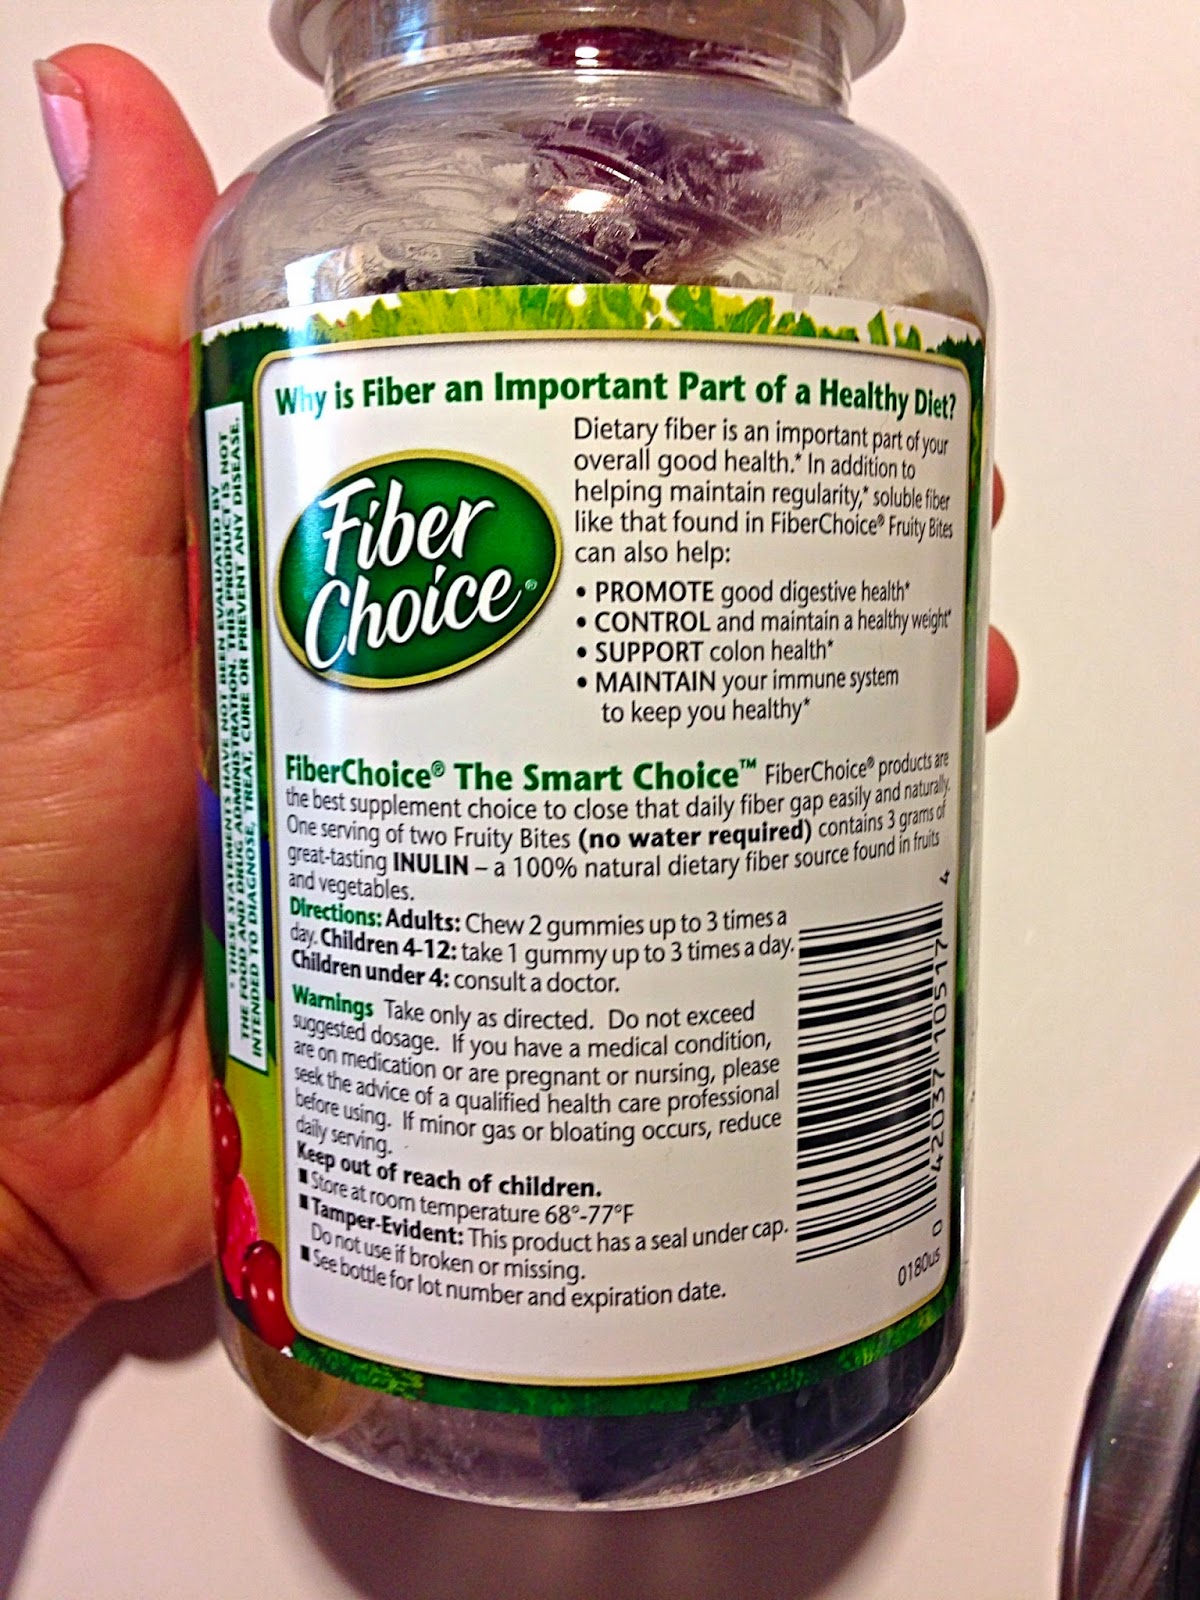 Why is Fiber an Important Part of a Healthy Diet?
Fiber
Choice®
Dietary fiber is an important part of your
overall good health.* In addition to
helping maintain regularity,* soluble fiber
like that found in FiberChoice® Fruity Bites
can also help:
• PROMOTE good digestive health*
• CONTROL and maintain a healthy weight*
• SUPPORT colon health*
• MAINTAIN your immune system
to keep you healthy*
FiberChoice® The Smart Choice™ FiberChoice® products are
the best supplement choice to close that daily fiber gap easily and naturally.
One serving of two Fruity Bites (no water required) contains 3 grams of
great-tasting INULIN – a 100% natural dietary fiber source found in fruits
and vegetables.
Directions: Adults: Chew 2 gummies up to 3 times a
day. Children 4-12: take 1 gummy up to 3 times a day.
Children under 4: consult a doctor.
Warnings Take only as directed. Do not exceed
suggested dosage. If you have a medical condition,
are on medication or are pregnant or nursing, please
seek the advice of a qualified health care professional
before using. If minor gas or bloating occurs, reduce
daily serving.
Keep out of reach of children.
■ Store at room temperature 68°-77°F
■ Tamper-Evident: This product has a seal under cap.
Do not use if broken or missing.
■ See bottle for lot number and expiration date.
0 42037 10517 4
0180us
* THESE STATEMENTS HAVE NOT BEEN EVALUATED BY
THE FOOD AND DRUG ADMINISTRATION. THIS PRODUCT IS NOT
INTENDED TO DIAGNOSE, TREAT, CURE OR PREVENT ANY DISEASE.